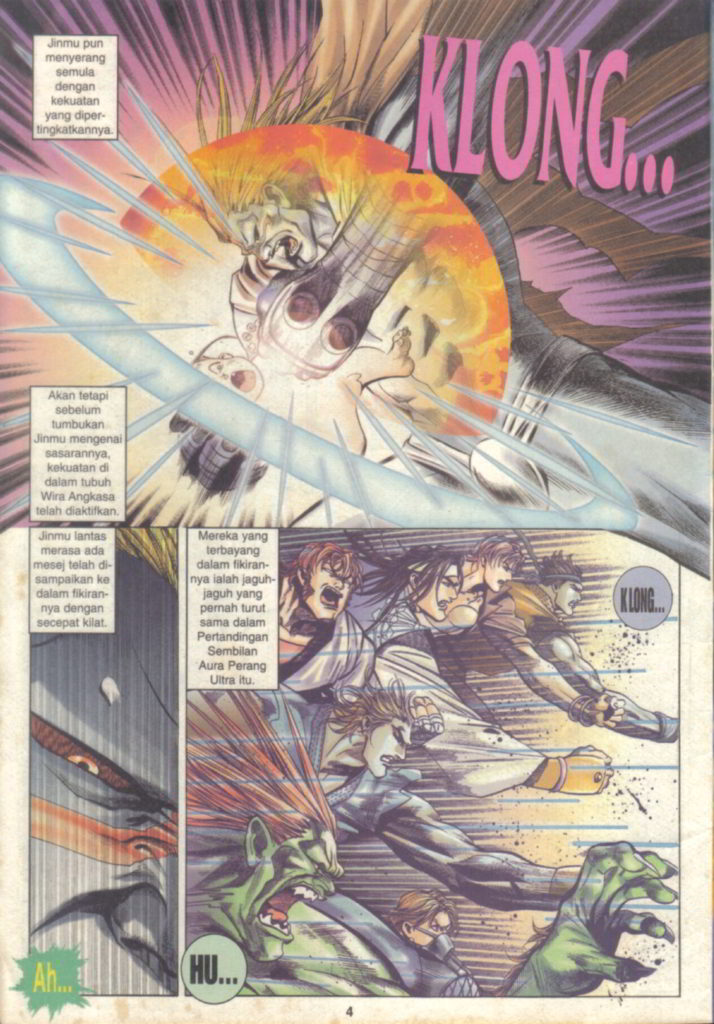 Jinmu pun
menyerang
semula
dengan
kekuatan
yang diper-
tingkatkannya.
KLONG...
Akan tetapi
sebelum
tumbukan
Jinmu mengenai
sasarannya,
kekuatan di
dalam tubuh
Wira Angkasa
telah diaktifkan.
Jinmu lantas
merasa ada
mesej telah di-
sampaikan ke
dalam fikiran-
nya dengan
secepat kilat.
Mereka yang
terbayang
dalam fikiran-
nya ialah jaguh-
jaguh yang
pernah turut
sama dalam
Pertandingan
Sembilan
Aura Perang
Ultra itu.
KLONG...
Ah...
HU...
4